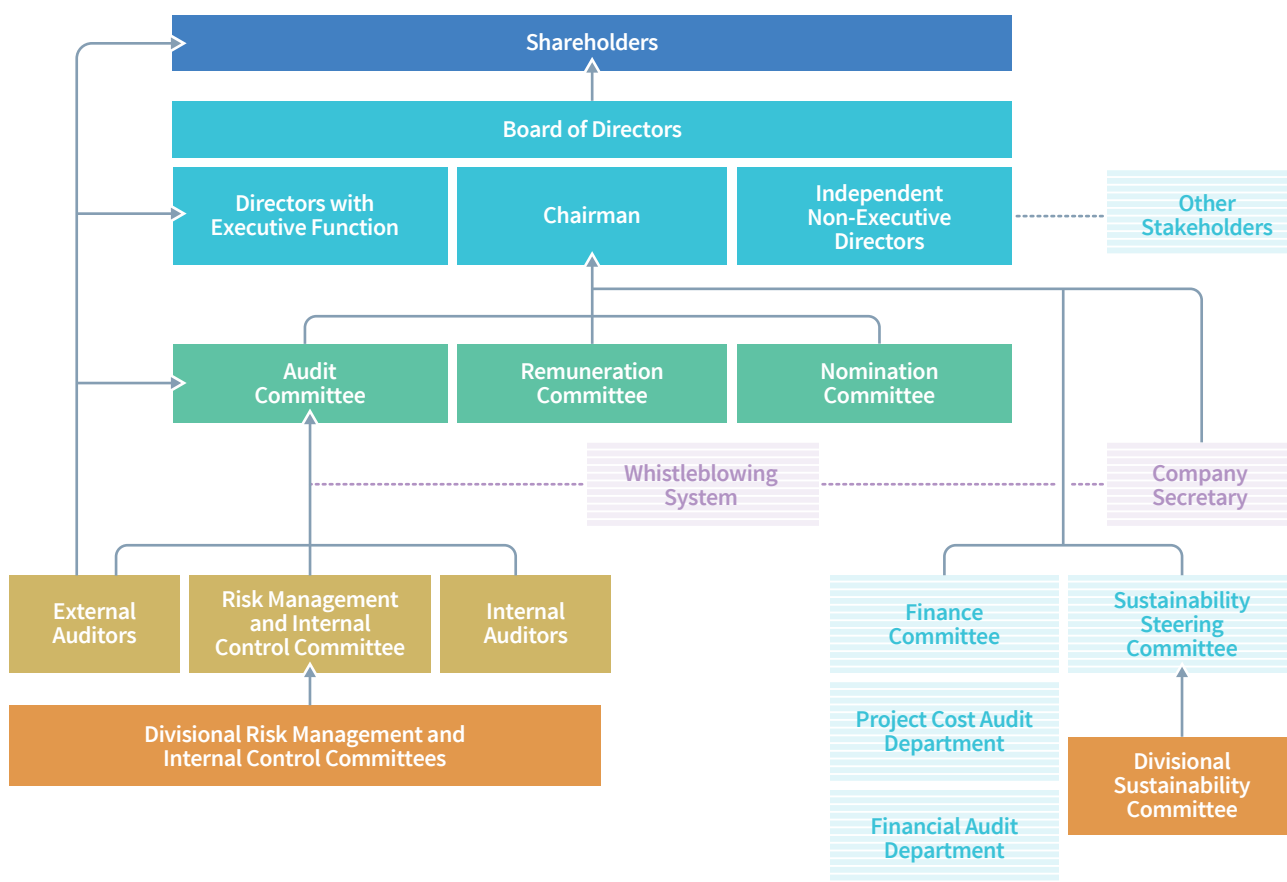 Shareholders
Board of Directors
Directors with
Executive Function
Chairman
Independent
Non-Executive
Directors
Other
Stakeholders
Audit
Committee
Remuneration
Committee
Nomination
Committee
Whistleblowing
System
Company
Secretary
External
Auditors
Risk Management
and Internal
Control Committee
Internal
Auditors
Finance
Committee
Sustainability
Steering
Committee
Divisional Risk Management and
Internal Control Committees
Project Cost Audit
Department
Divisional
Sustainability
Committee
Financial Audit
Department